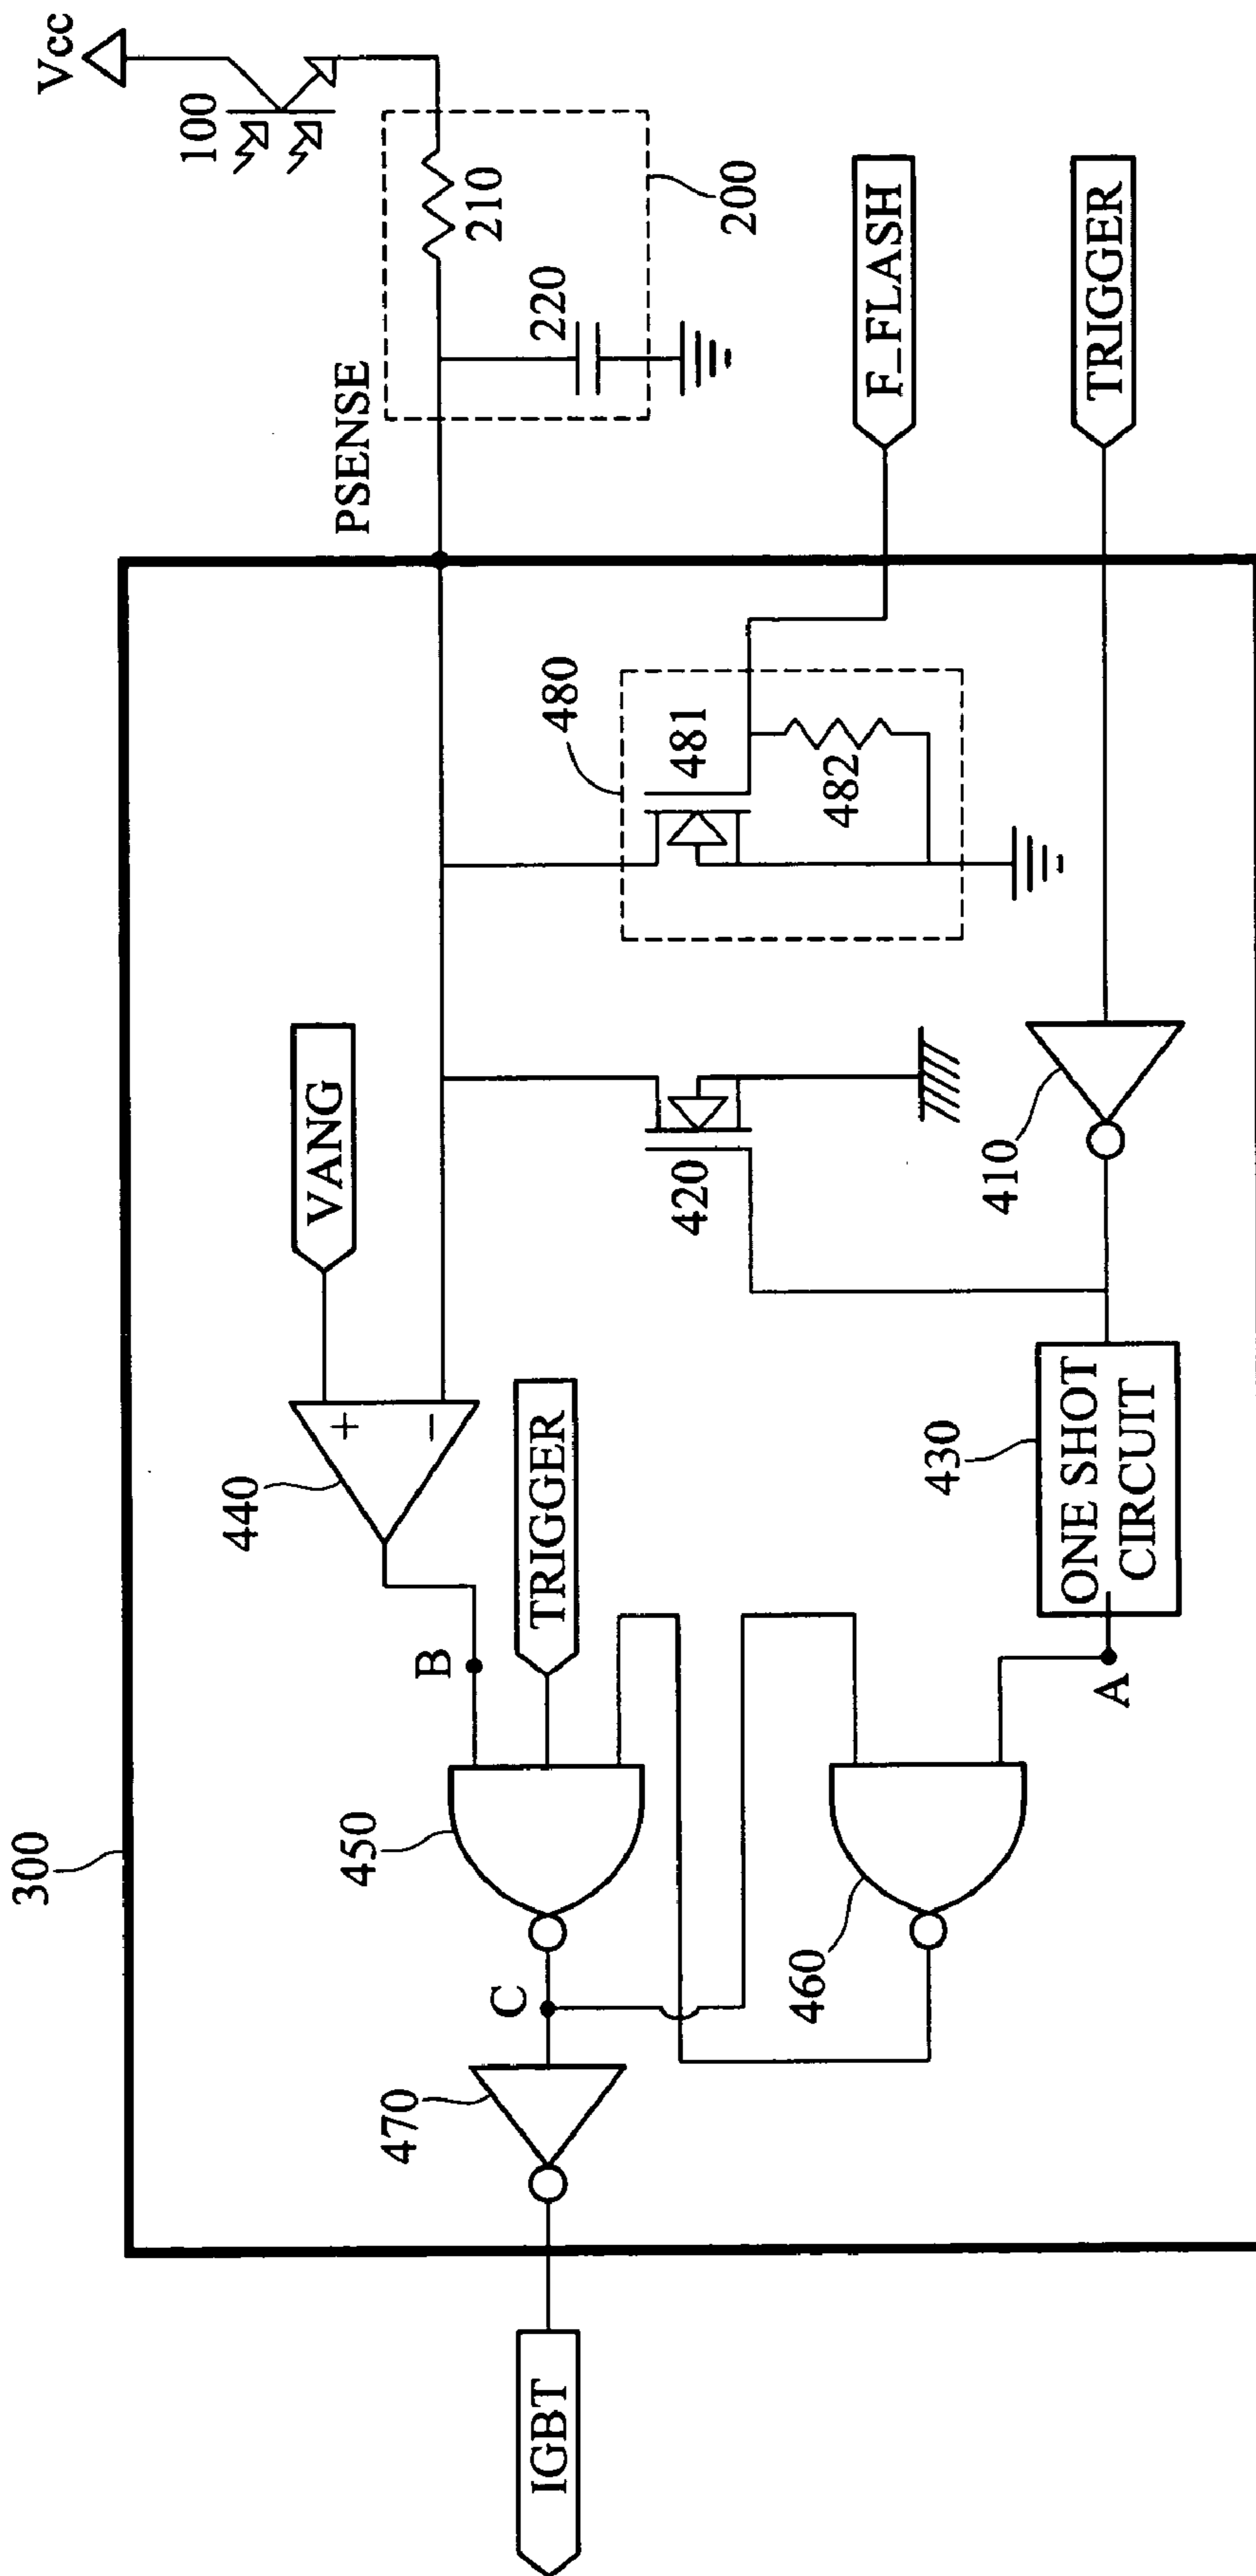 300
IGBT
470
C
450
B
440
VANG
TRIGGER
460
A
430
ONE SHOT
CIRCUIT
420
410
480
481
482
+
−
PSENSE
Vcc
100
210
220
200
F_FLASH
TRIGGER